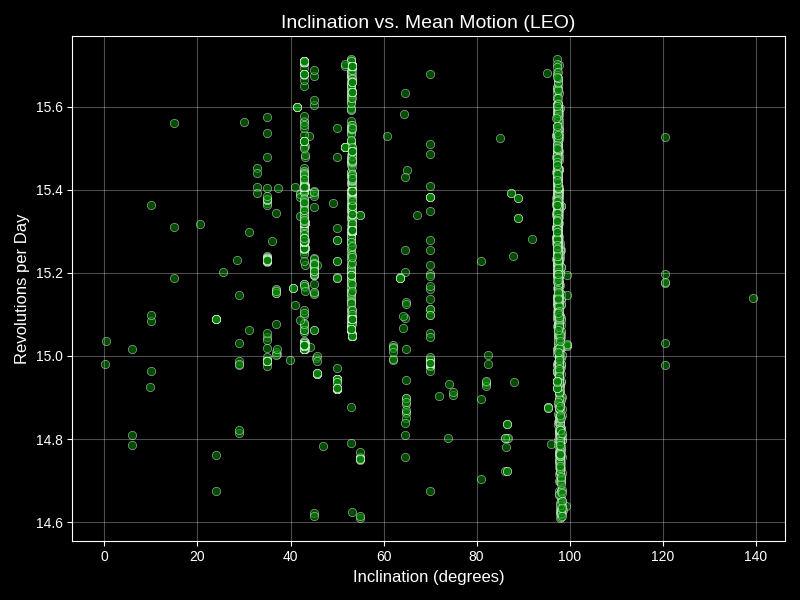 Inclination vs. Mean Motion (LEO)
Revolutions per Day
15.6
15.4
15.2
15.0
14.8
14.6
0 20 40 60 80 100 120 140
Inclination (degrees)